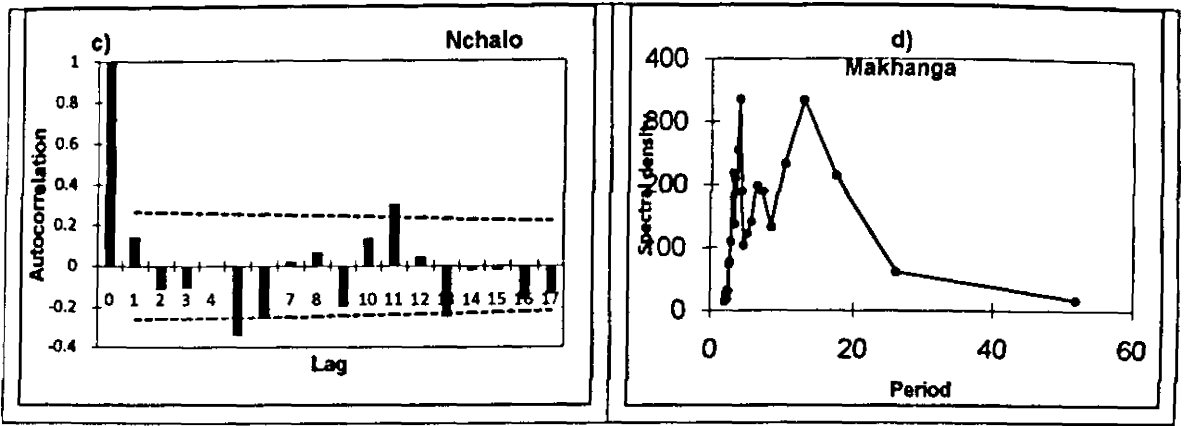 c) Nchalo
1
0.8
0.6
0.4
0.2
0
-0.2
-0.4
Autocorrelation
0 1 2 3 4 7 8 10 11 12 13 14 15 16 17
Lag
d)
Makhanga
400
300
200
100
0
Spectral density
0 20 40 60
Period